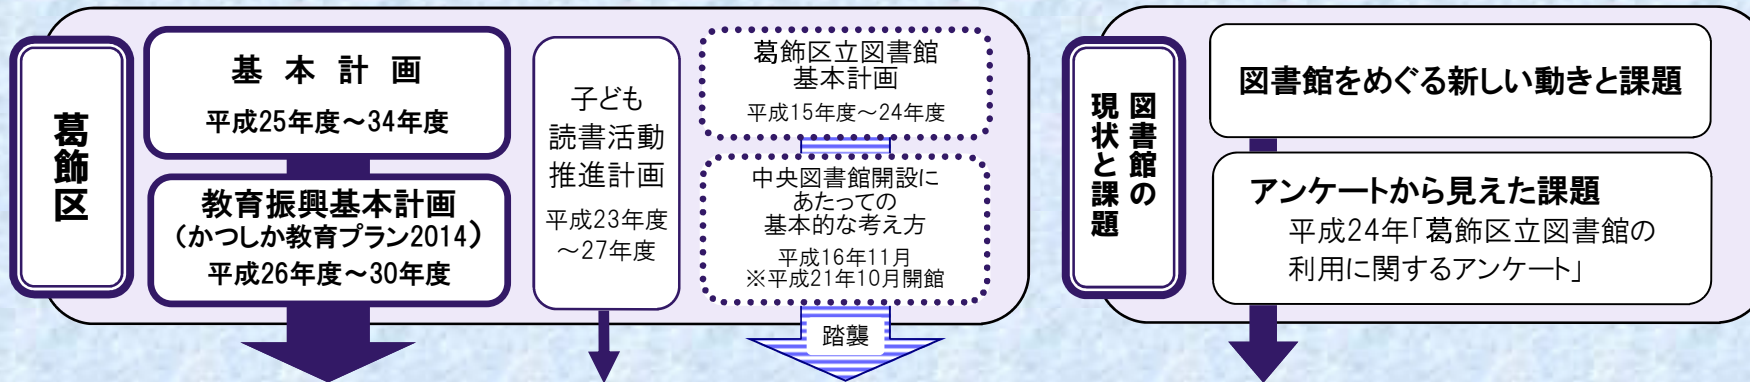 葛飾区
基本計画
平成25年度～34年度
教育振興基本計画
（かつしか教育プラン2014）
平成26年度～30年度
子ども
読書活動
推進計画
平成23年度
～27年度
葛飾区立図書館
基本計画
平成15年度～24年度
中央図書館開設に
あたっての
基本的な考え方
平成16年11月
※平成21年10月開館
踏襲
図書館の
現状と課題
図書館をめぐる新しい動きと課題
アンケートから見えた課題
平成24年「葛飾区立図書館の
利用に関するアンケート」